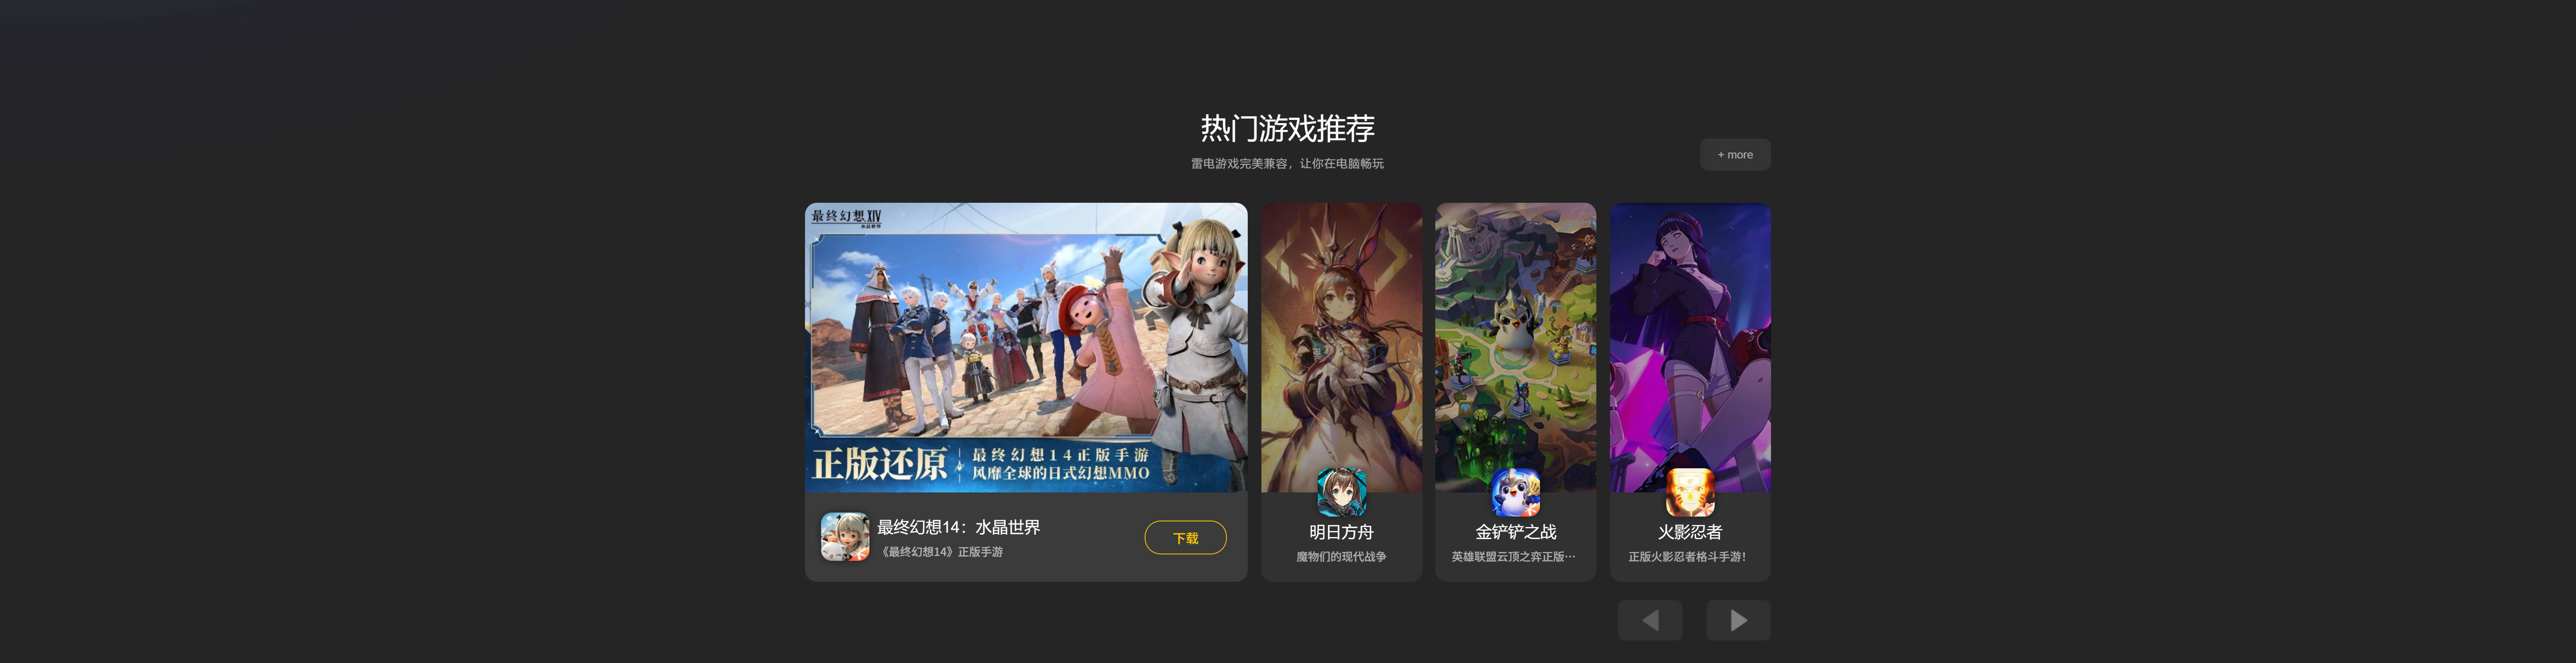 热门游戏推荐
雷电游戏完美兼容，让你在电脑畅玩
+ more
最终幻想XIV
水晶世界
正版还原
最终幻想14正版手游
风靡全球的日式幻想MMO
最终幻想14：水晶世界
《最终幻想14》正版手游
下载
明日方舟
魔物们的现代战争
金铲铲之战
英雄联盟云顶之弈正版…
火影忍者
正版火影忍者格斗手游！